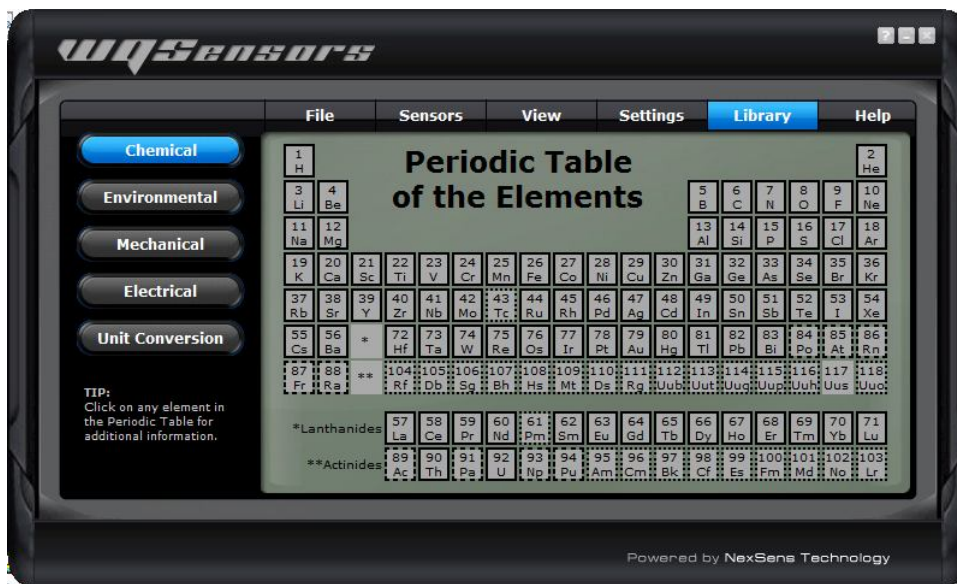 WQSensors
? _ X
File Sensors View Settings Library Help
Chemical
Environmental
Mechanical
Electrical
Unit Conversion
TIP:
Click on any element in
the Periodic Table for
additional information.
Periodic Table
of the Elements
1 2
H He
3 4 5 6 7 8 9 10
Li Be B C N O F Ne
11 12 13 14 15 16 17 18
Na Mg Al Si P S Cl Ar
19 20 21 22 23 24 25 26 27 28 29 30 31 32 33 34 35 36
K Ca Sc Ti V Cr Mn Fe Co Ni Cu Zn Ga Ge As Se Br Kr
37 38 39 40 41 42 43 44 45 46 47 48 49 50 51 52 53 54
Rb Sr Y Zr Nb Mo Tc Ru Rh Pd Ag Cd In Sn Sb Te I Xe
55 56 * 72 73 74 75 76 77 78 79 80 81 82 83 84 85 86
Cs Ba Hf Ta W Re Os Ir Pt Au Hg Tl Pb Bi Po At Rn
87 88 ** 104 105 106 107 108 109 110 111 112 113 114 115 116 117 118
Fr Ra Rf Db Sg Bh Hs Mt Ds Rg Uub Uut Uuq Uup Uuh Uus Uuo
*Lanthanides 57 58 59 60 61 62 63 64 65 66 67 68 69 70 71
La Ce Pr Nd Pm Sm Eu Gd Tb Dy Ho Er Tm Yb Lu
**Actinides 89 90 91 92 93 94 95 96 97 98 99 100 101 102 103
Ac Th Pa U Np Pu Am Cm Bk Cf Es Fm Md No Lr
Powered by NexSens Technology